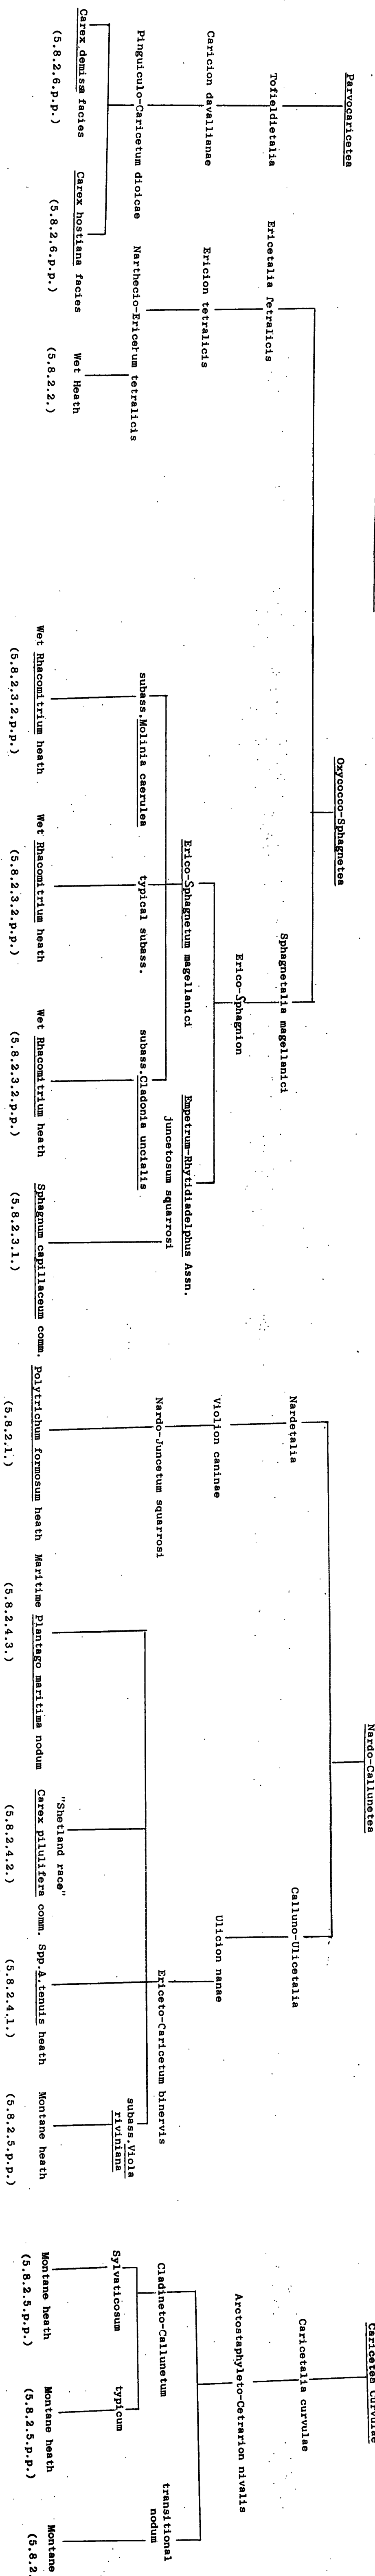 Parvocaricetea
Tofieldietalia
Caricion davallianae
Pinguiculo-Caricetum dioicae
Carex demissa facies
(5.8.2.6.p.p.)
Carex hostiana facies
(5.8.2.6.p.p.)
Oxycocco-Sphagnetea
Ericetalia tetralicis
Ericion tetralicis
Narthecio-Ericetum tetralicis
Wet Heath
(5.8.2.2.)
Sphagnetalia magellanici
Erico-Sphagnion
Erico-Sphagnetum magellanici
subass.Molinia caerulea
Wet Rhacomitrium heath
(5.8.2.3.2.p.p.)
typical subass.
Wet Rhacomitrium heath
(5.8.2.3.2.p.p.)
subass.Cladonia uncialis
Wet Rhacomitrium heath
(5.8.2.3.2.p.p.)
Empetrum-Rhytidiadelphus Assn.
juncetosum squarrosi
Sphagnum capillaceum comm.
(5.8.2.3.1.)
Nardo-Callunetea
Nardetalia
Violion caninae
Nardo-Juncetum squarrosi
Polytrichum formosum heath
(5.8.2.1.)
Calluno-Ulicetalia
Ulicion nanae
Ericeto-Caricetum binervis
Maritime Plantago maritima nodum
(5.8.2.4.3.)
"Shetland race"
Carex pilulifera comm.
(5.8.2.4.2.)
Spp.A.tenuis heath
(5.8.2.4.1.)
subass.Viola
riviniana
Montane heath
(5.8.2.5.p.p.)
Caricetea curvulae
Caricetalia curvulae
Arctostaphyleto-Cetrarion nivalis
Cladineto-Callunetum
Sylvaticosum
Montane heath
(5.8.2.5.p.p.)
typicum
Montane heath
(5.8.2.5.p.p.)
transitional
nodum
Montane
(5.8.2.